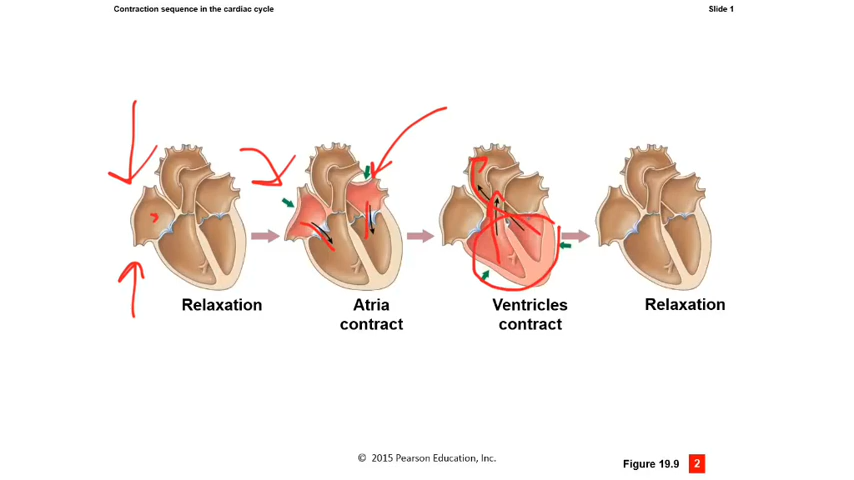 Contraction sequence in the cardiac cycle
Slide 1
Relaxation
Atria
contract
Ventricles
contract
Relaxation
© 2015 Pearson Education, Inc.
Figure 19.9 2